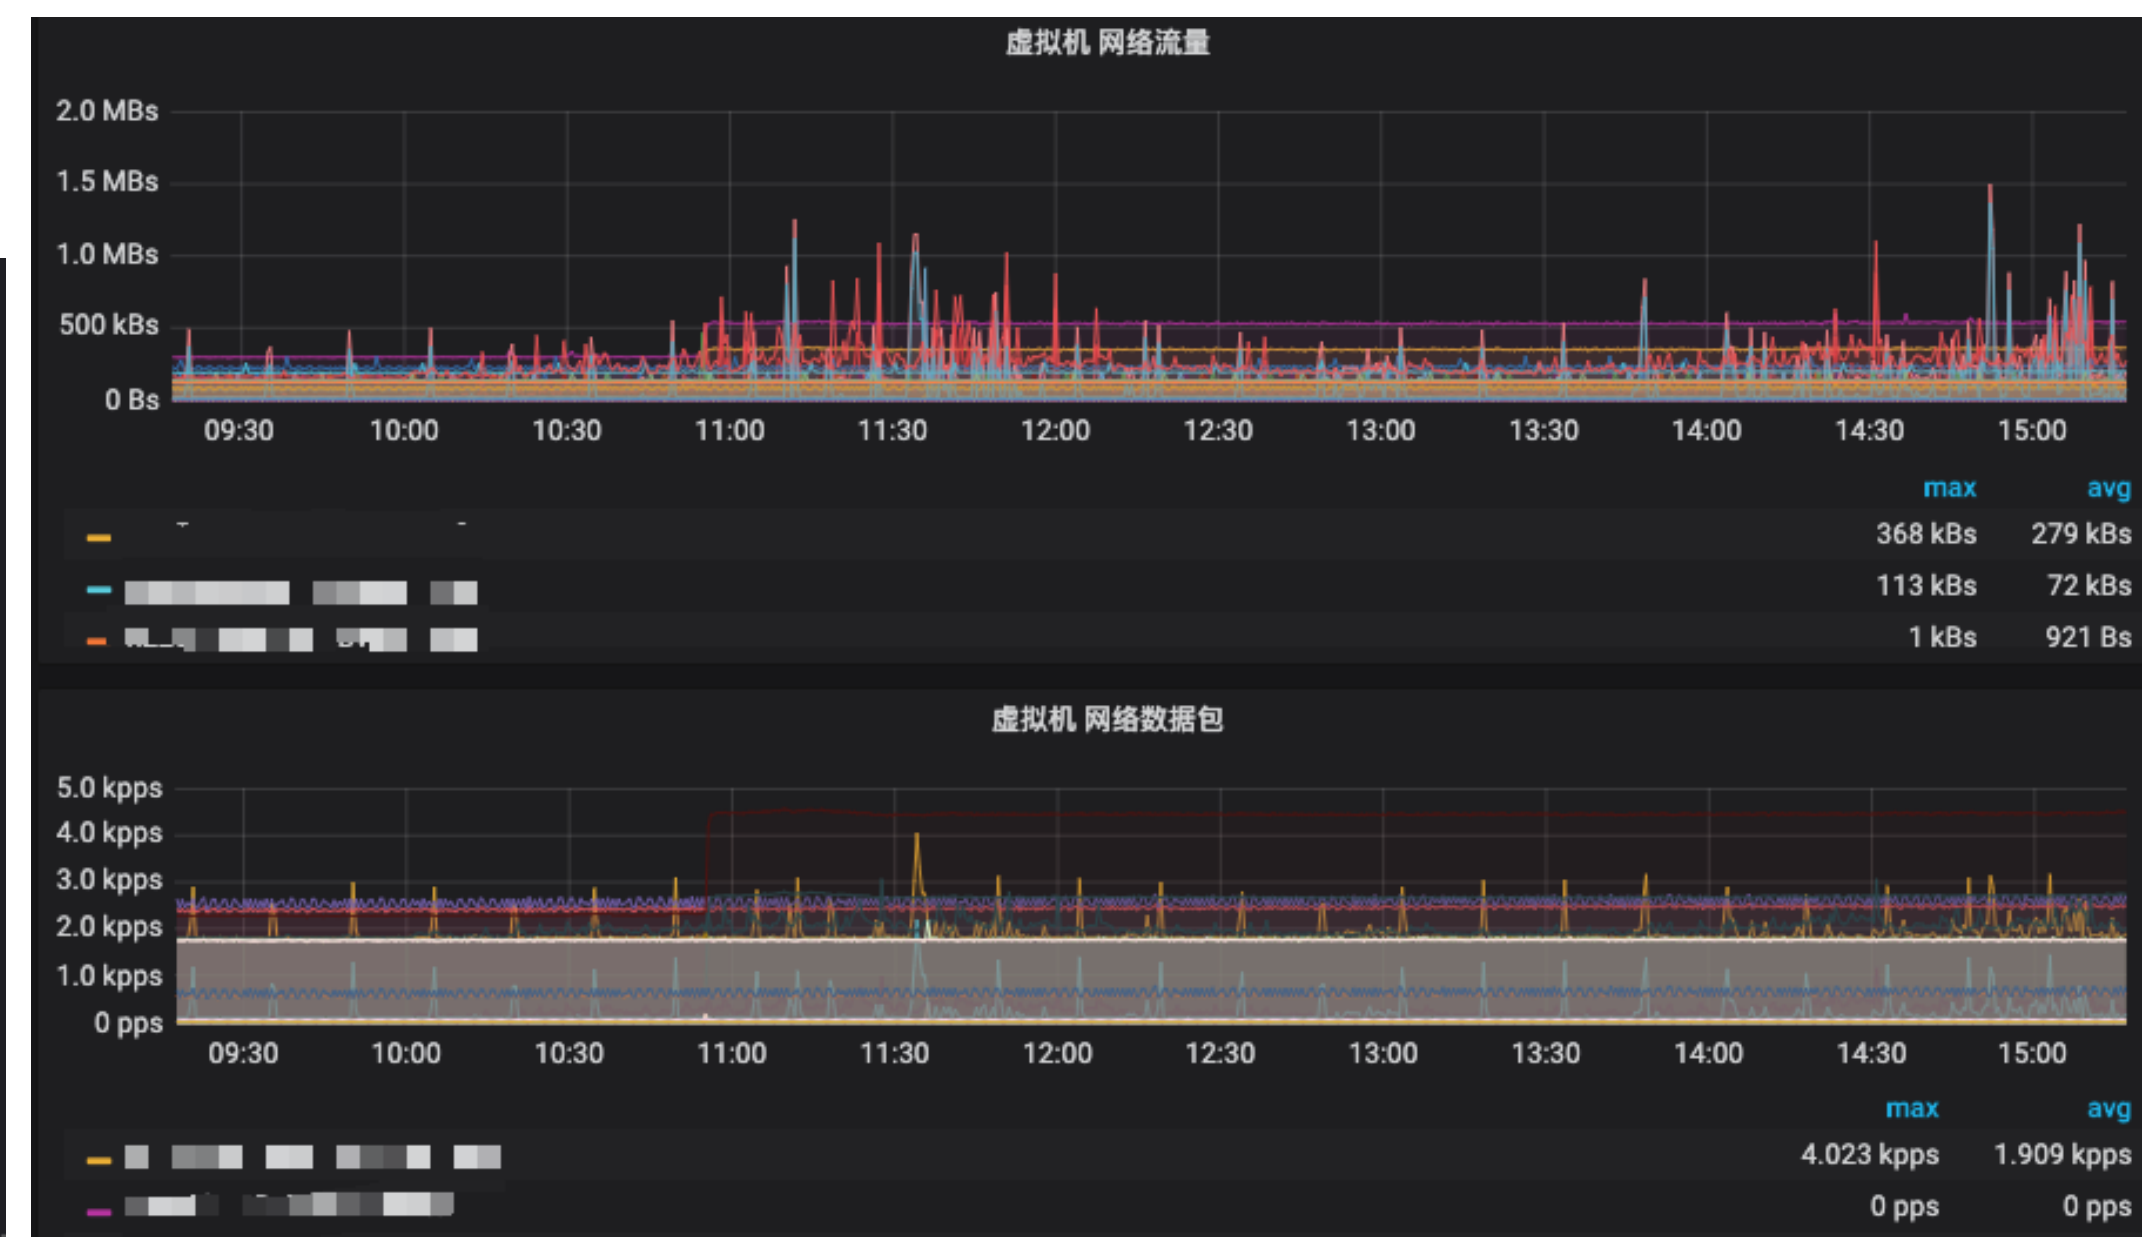 虚拟机 网络流量
2.0 MBs
1.5 MBs
1.0 MBs
500 kBs
0 Bs
09:30 10:00 10:30 11:00 11:30 12:00 12:30 13:00 13:30 14:00 14:30 15:00
max avg
368 kBs 279 kBs
113 kBs 72 kBs
1 kBs 921 Bs
虚拟机 网络数据包
5.0 kpps
4.0 kpps
3.0 kpps
2.0 kpps
1.0 kpps
0 pps
09:30 10:00 10:30 11:00 11:30 12:00 12:30 13:00 13:30 14:00 14:30 15:00
max avg
4.023 kpps 1.909 kpps
0 pps 0 pps